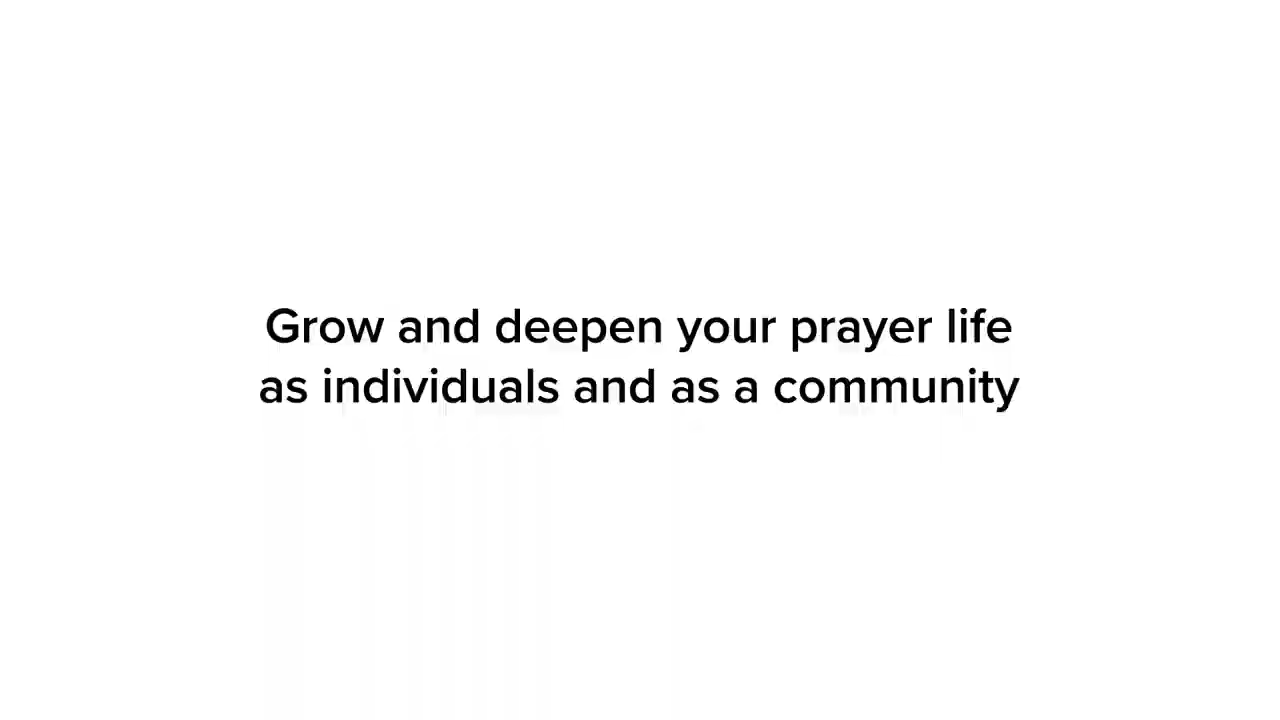 Grow and deepen your prayer life
as individuals and as a community